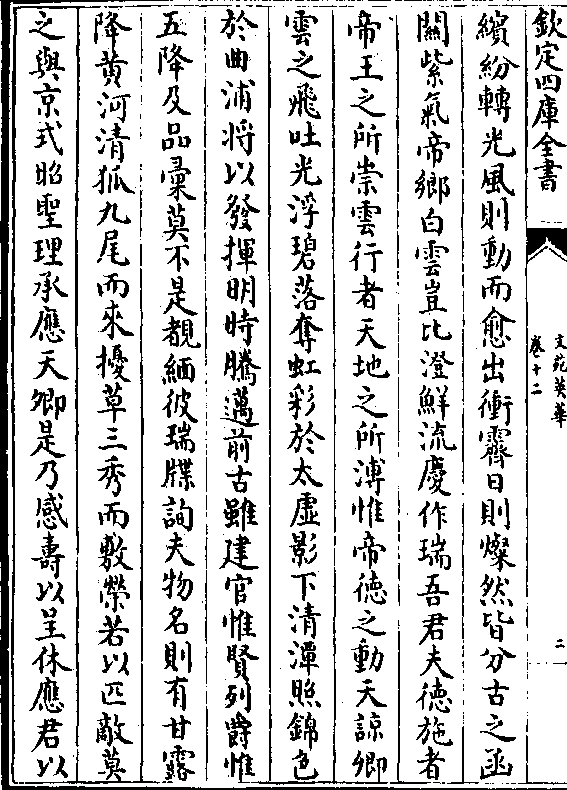 欽定四庫全書
文苑英華
卷十二
二
繽紛轉光風則動而愈出衝霽日則燦然皆分古之函
關紫氣帝鄉白雲豈比澄鮮流慶作瑞吾君夫德施者
帝王之所崇雲行者天地之所溥惟帝德之動天諒卿
雲之飛吐光浮碧落奪虹彩於太虛影下清潭照錦色
於曲浦將以發揮明時騰邁前古雖建官惟賢列爵惟
五降及品彚莫不是覩緬彼瑞牒詢夫物名則有甘露
降黄河清狐九尾而來擾草三秀而敷榮若以匹敵莫
之與京式昭聖理承應天卿是乃感壽以呈休應君以